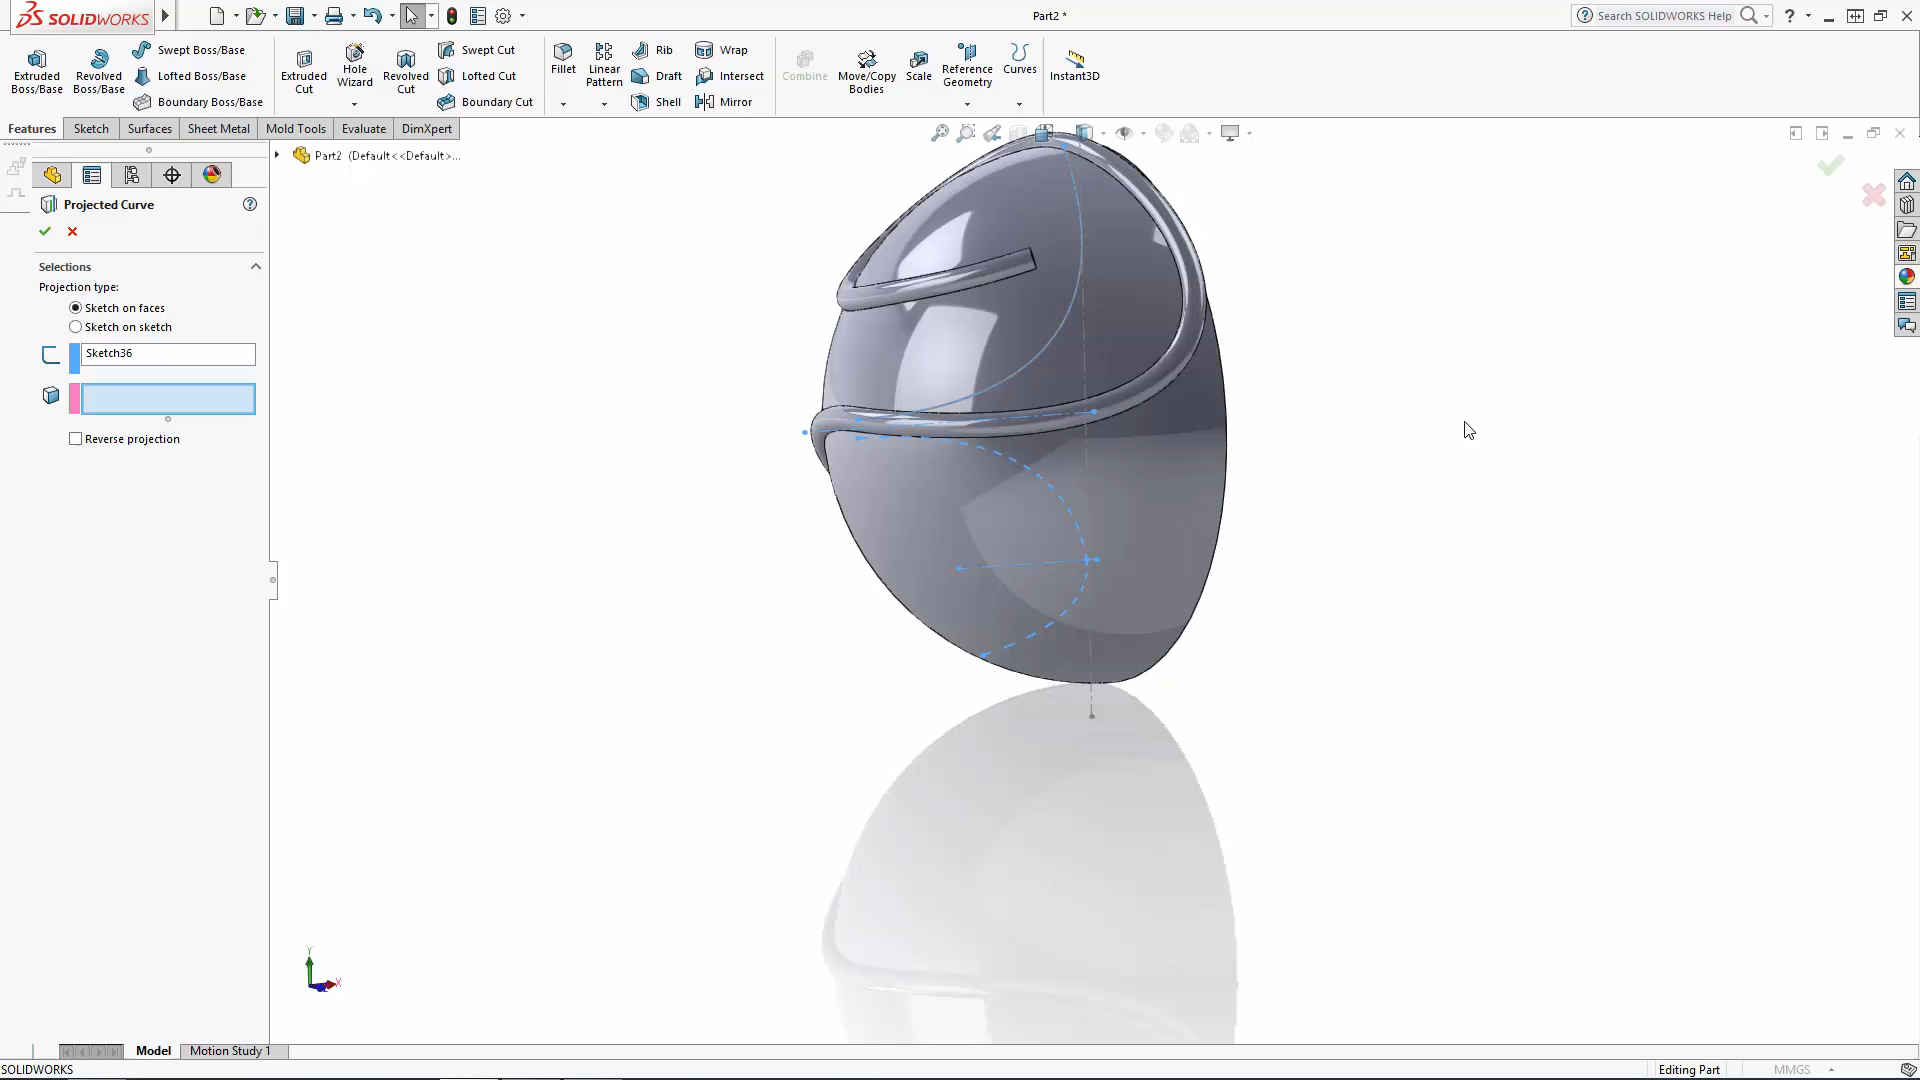 SOLIDWORKS
Part2 *
Search SOLIDWORKS Help
?
Extruded Boss/Base
Revolved Boss/Base
Swept Boss/Base
Lofted Boss/Base
Boundary Boss/Base
Extruded Cut
Hole Wizard
Revolved Cut
Swept Cut
Lofted Cut
Boundary Cut
Fillet
Linear Pattern
Rib
Draft
Shell
Wrap
Intersect
Mirror
Combine
Move/Copy Bodies
Scale
Reference Geometry
Curves
Instant3D
Features
Sketch
Surfaces
Sheet Metal
Mold Tools
Evaluate
DimXpert
Part2 (Default<<Default>...
Projected Curve
Selections
Projection type:
Sketch on faces
Sketch on sketch
Sketch36
Reverse projection
Y
X
Model
Motion Study 1
SOLIDWORKS
Editing Part
MMGS